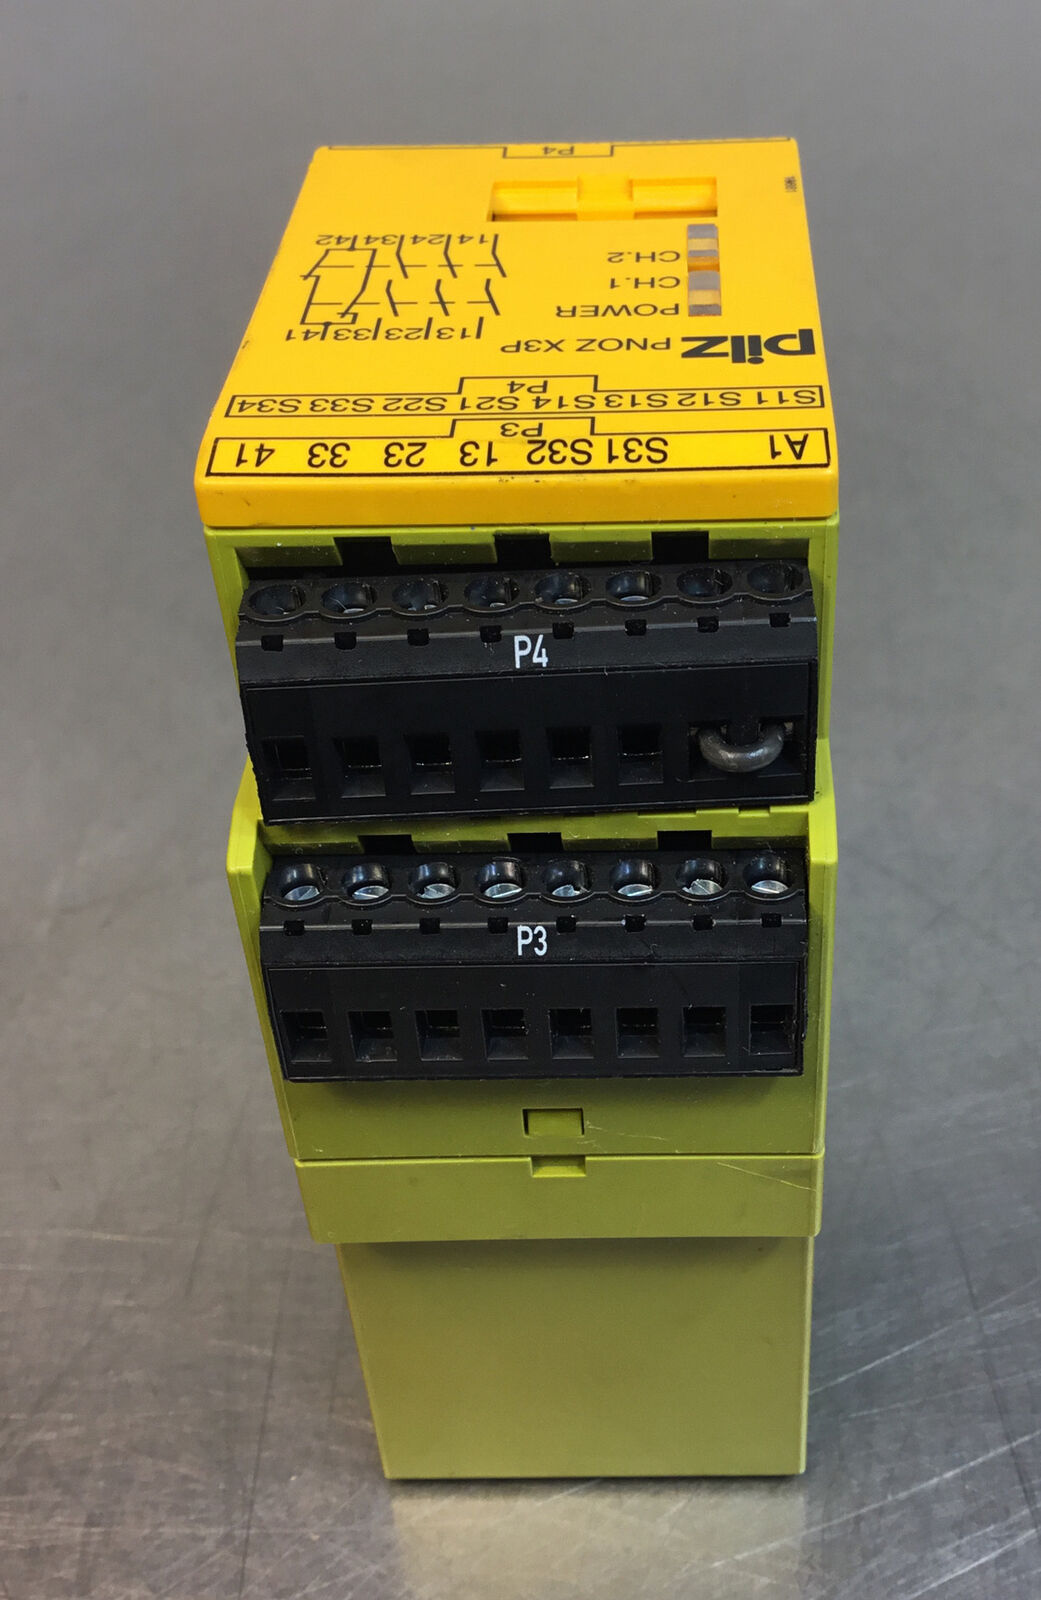 P4
14 24 34 42
CH.2
CH.1
POWER
13 23 33 41
pilz PNOZ X3P
P4
S11 S12 S13 S14 S21 S22 S33 S34
P3
A1 S31 S32 13 23 33 41
P4
P3